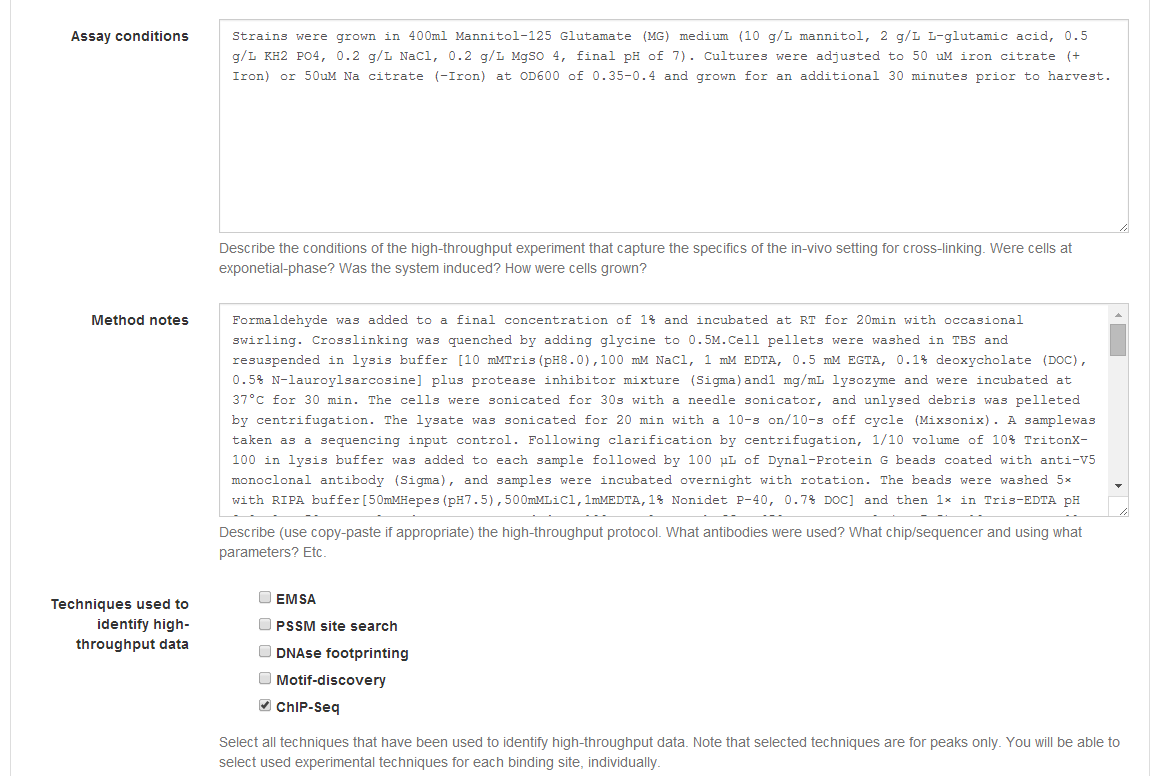 Assay conditions
Strains were grown in 400ml Mannitol-125 Glutamate (MG) medium (10 g/L mannitol, 2 g/L L-glutamic acid, 0.5
g/L KH2 PO4, 0.2 g/L NaCl, 0.2 g/L MgSO 4, final pH of 7). Cultures were adjusted to 50 uM iron citrate (+
Iron) or 50uM Na citrate (-Iron) at OD600 of 0.35-0.4 and grown for an additional 30 minutes prior to harvest.
Describe the conditions of the high-throughput experiment that capture the specifics of the in-vivo setting for cross-linking. Were cells at
exponetial-phase? Was the system induced? How were cells grown?
Method notes
Formaldehyde was added to a final concentration of 1% and incubated at RT for 20min with occasional
swirling. Crosslinking was quenched by adding glycine to 0.5M.Cell pellets were washed in TBS and
resuspended in lysis buffer [10 mMTris(pH8.0),100 mM NaCl, 1 mM EDTA, 0.5 mM EGTA, 0.1% deoxycholate (DOC),
0.5% N-lauroylsarcosine] plus protease inhibitor mixture (Sigma)and1 mg/mL lysozyme and were incubated at
37°C for 30 min. The cells were sonicated for 30s with a needle sonicator, and unlysed debris was pelleted
by centrifugation. The lysate was sonicated for 20 min with a 10-s on/10-s off cycle (Mixsonix). A samplewas
taken as a sequencing input control. Following clarification by centrifugation, 1/10 volume of 10% TritonX-
100 in lysis buffer was added to each sample followed by 100 μL of Dynal-Protein G beads coated with anti-V5
monoclonal antibody (Sigma), and samples were incubated overnight with rotation. The beads were washed 5×
with RIPA buffer[50mMHepes(pH7.5),500mMLiCl,1mMEDTA,1% Nonidet P-40, 0.7% DOC] and then 1× in Tris-EDTA pH
Describe (use copy-paste if appropriate) the high-throughput protocol. What antibodies were used? What chip/sequencer and using what
parameters? Etc.
Techniques used to
identify high-
throughput data
EMSA
PSSM site search
DNAse footprinting
Motif-discovery
ChIP-Seq
Select all techniques that have been used to identify high-throughput data. Note that selected techniques are for peaks only. You will be able to
select used experimental techniques for each binding site, individually.